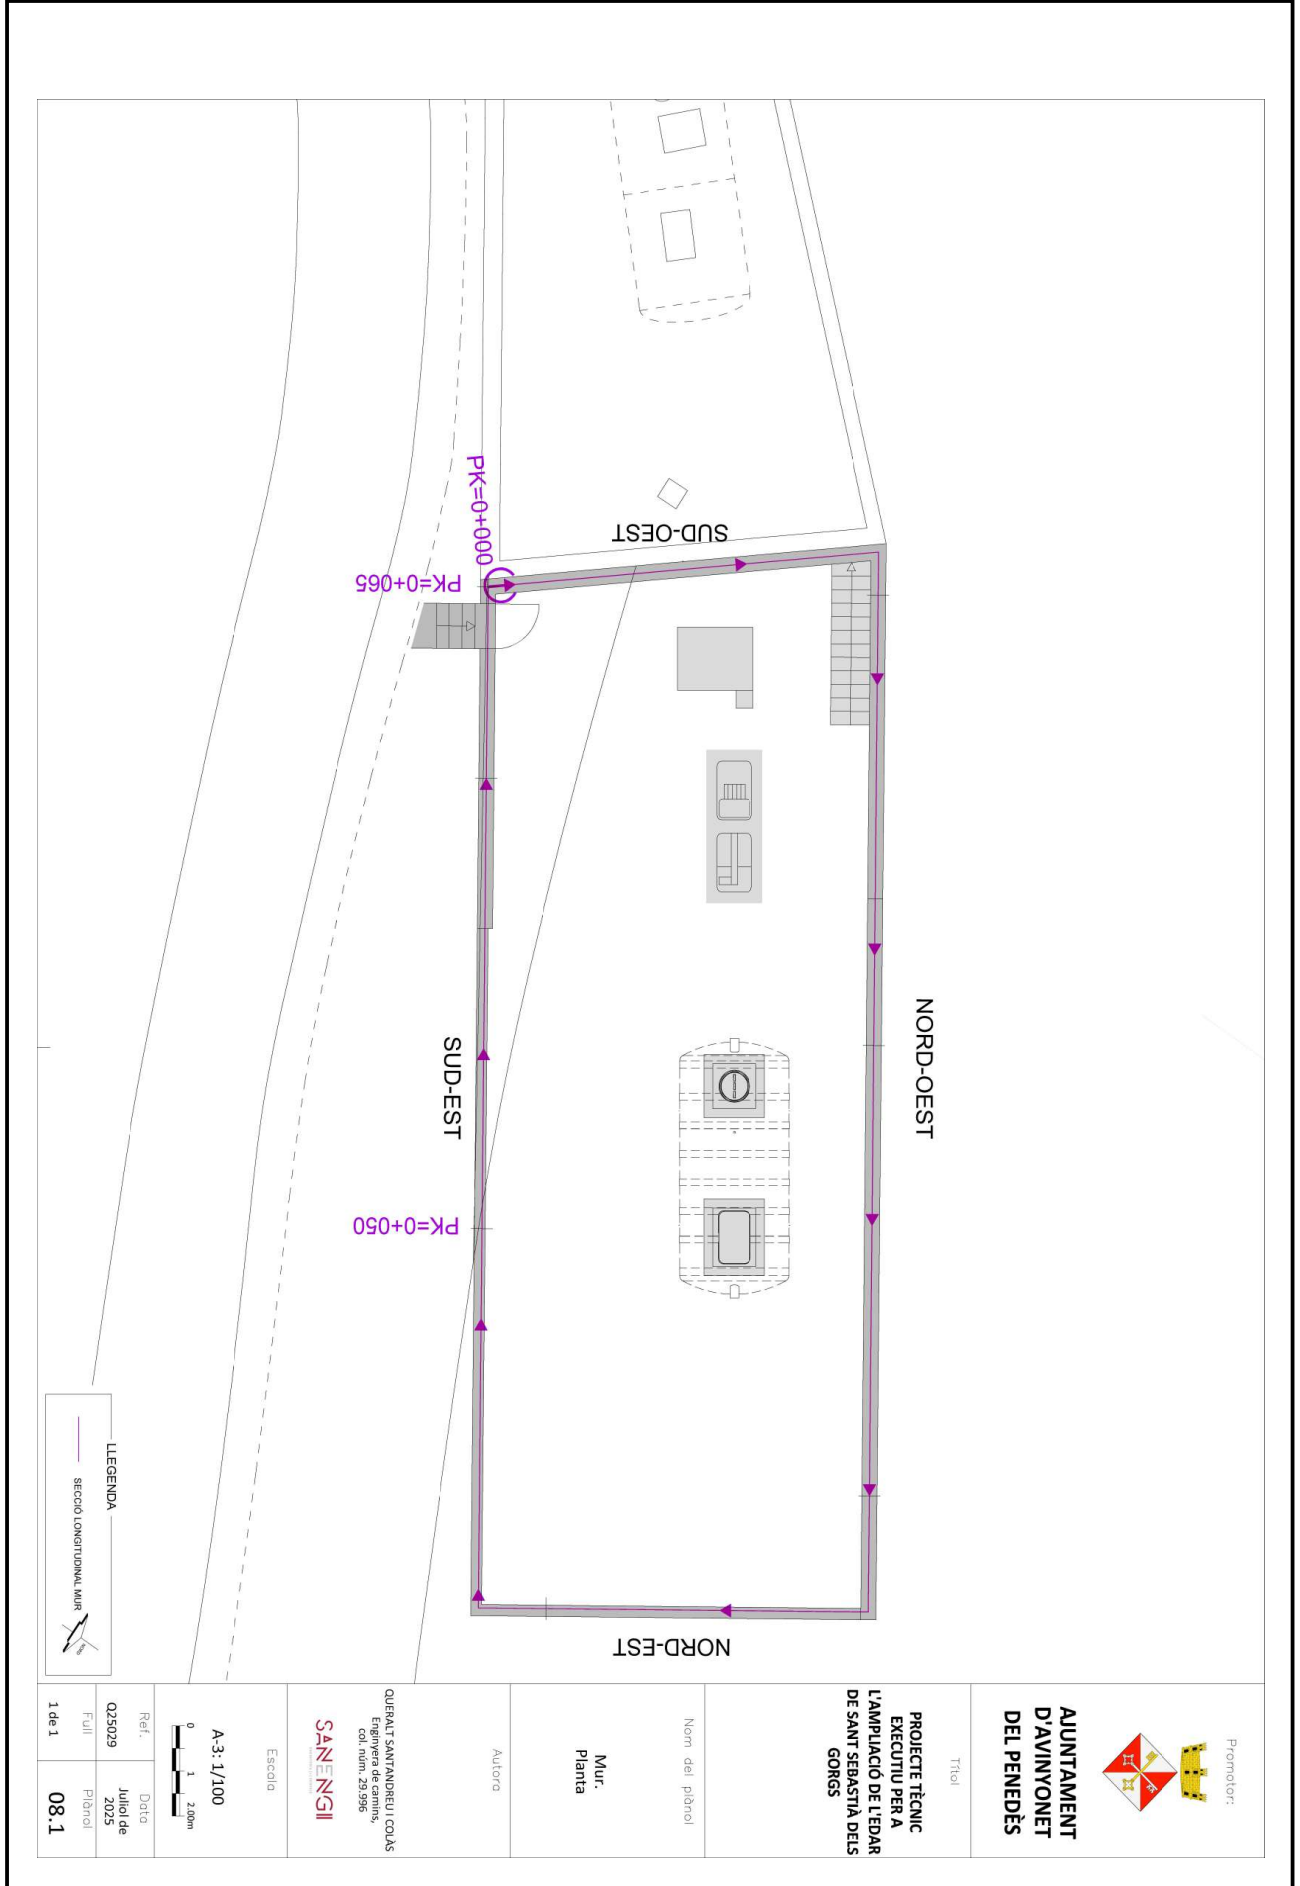 PK=0+000
PK=0+065
SUD-OEST
NORD-OEST
SUD-EST
PK=0+050
NORD-EST
LLEGENDA
SECCIÓ LONGITUDINAL MUR
Promotor:
AJUNTAMENT
D'AVINYONET
DEL PENEDÈS
Títol
PROJECTE TÈCNIC
EXECUTIU PER A
L'AMPLIACIÓ DE L'EDAR
DE SANT SEBASTIÀ DELS
GORGS
Nom del plànol
Mur.
Planta
Autora
QUERALT SANTANDREU I COLÀS
Enginyera de camins,
col. núm. 29.996
SANENGII
Escala
A-3: 1/100
0 1 2.00m
Ref.
Q25029
Data
Juliol de
2025
Full
1 de 1
Plànol
08.1